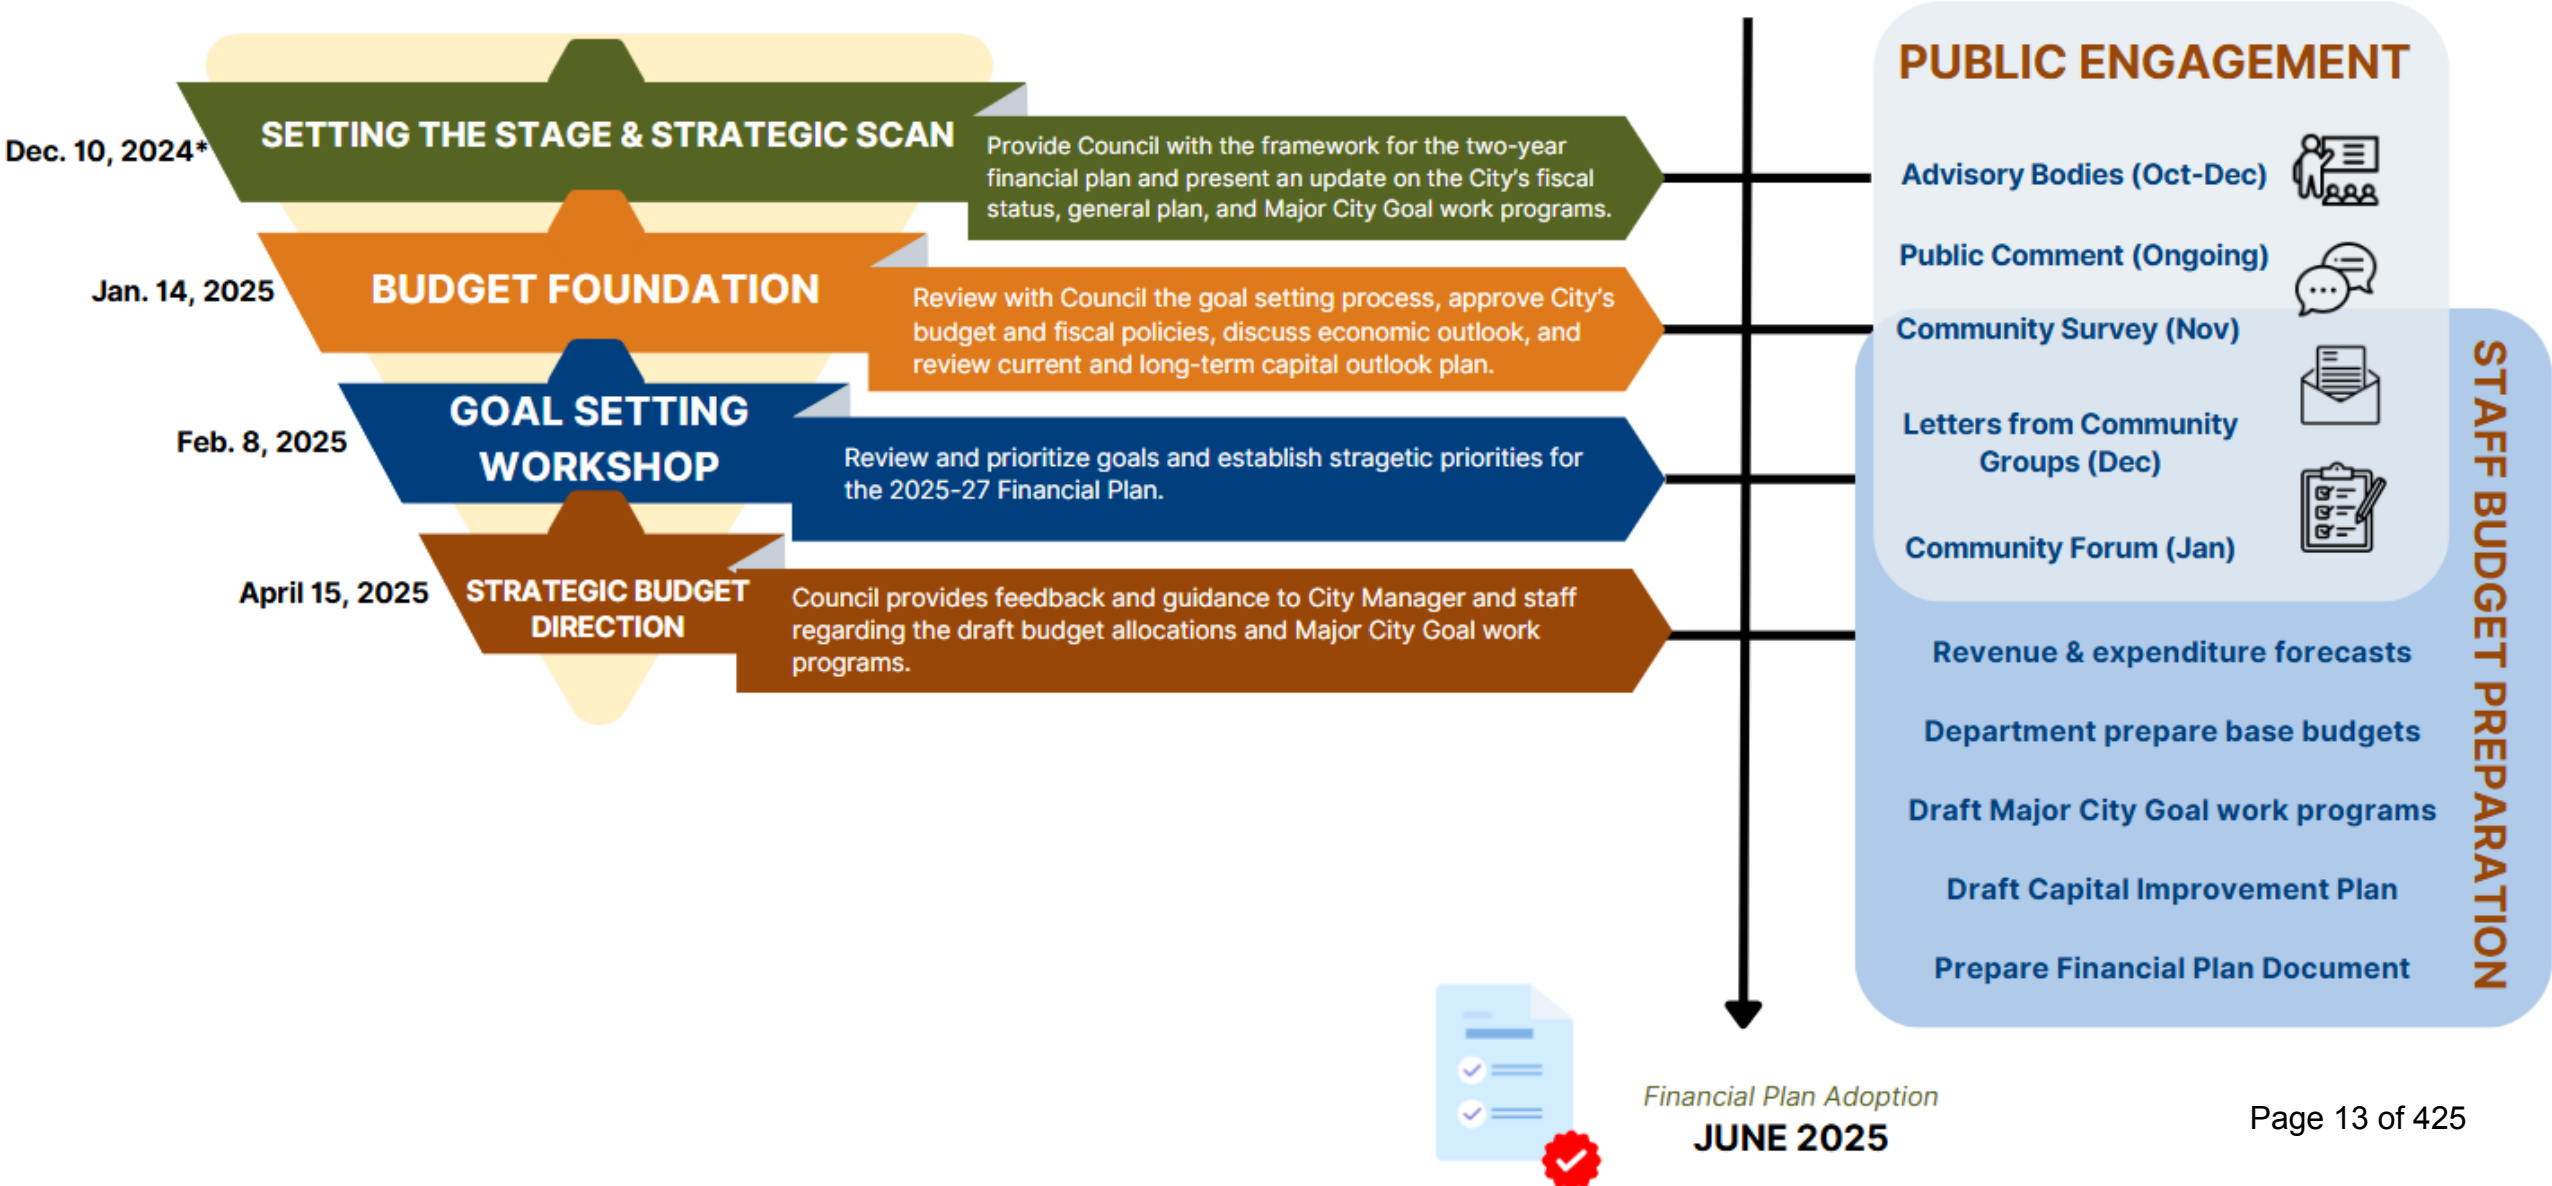 Dec. 10, 2024*
SETTING THE STAGE & STRATEGIC SCAN
Provide Council with the framework for the two-year
financial plan and present an update on the City's fiscal
status, general plan, and Major City Goal work programs.
Jan. 14, 2025
BUDGET FOUNDATION
Review with Council the goal setting process, approve City's
budget and fiscal policies, discuss economic outlook, and
review current and long-term capital outlook plan.
Feb. 8, 2025
GOAL SETTING
WORKSHOP
Review and prioritize goals and establish stragetic priorities for
the 2025-27 Financial Plan.
April 15, 2025
STRATEGIC BUDGET
DIRECTION
Council provides feedback and guidance to City Manager and staff
regarding the draft budget allocations and Major City Goal work
programs.
PUBLIC ENGAGEMENT
Advisory Bodies (Oct-Dec)
Public Comment (Ongoing)
Community Survey (Nov)
Letters from Community
Groups (Dec)
Community Forum (Jan)
STAFF BUDGET PREPARATION
Revenue & expenditure forecasts
Department prepare base budgets
Draft Major City Goal work programs
Draft Capital Improvement Plan
Prepare Financial Plan Document
Financial Plan Adoption
JUNE 2025
Page 13 of 425